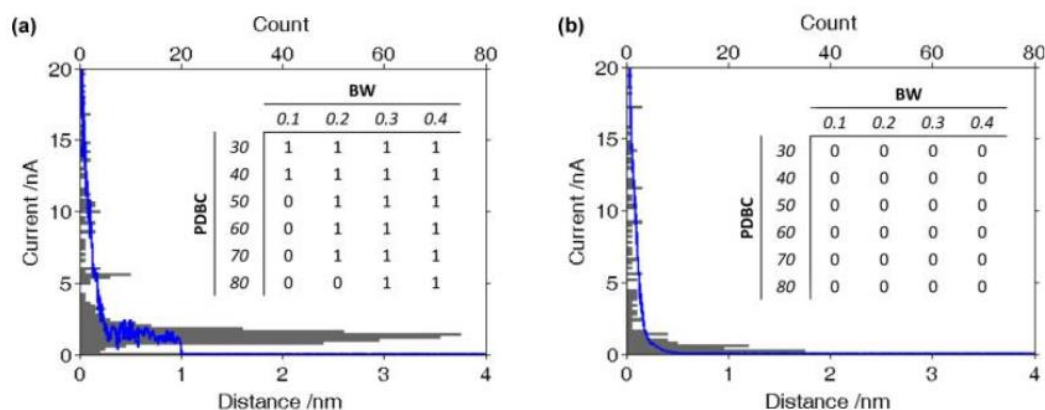 (a)
Count
0 20 40 60 80
20
15
10
5
0
Current /nA
BW
0.1 0.2 0.3 0.4
PDBC
30 1 1 1 1
40 1 1 1 1
50 0 1 1 1
60 0 1 1 1
70 0 1 1 1
80 0 0 1 1
0 1 2 3 4
Distance /nm
(b)
Count
0 20 40 60 80
20
15
10
5
0
Current /nA
BW
0.1 0.2 0.3 0.4
PDBC
30 0 0 0 0
40 0 0 0 0
50 0 0 0 0
60 0 0 0 0
70 0 0 0 0
80 0 0 0 0
0 1 2 3 4
Distance /nm